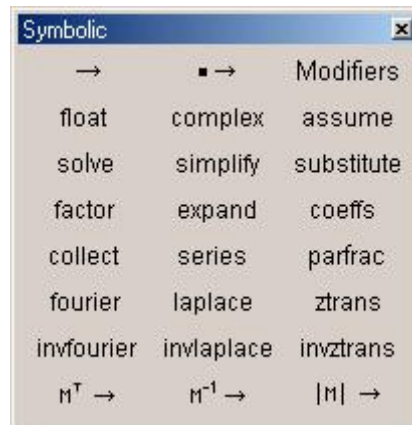 Symbolic
→ ▪ → Modifiers
float complex assume
solve simplify substitute
factor expand coeffs
collect series parfrac
fourier laplace ztrans
invfourier invlaplace invztrans
Mᵀ → M⁻¹ → |M| →